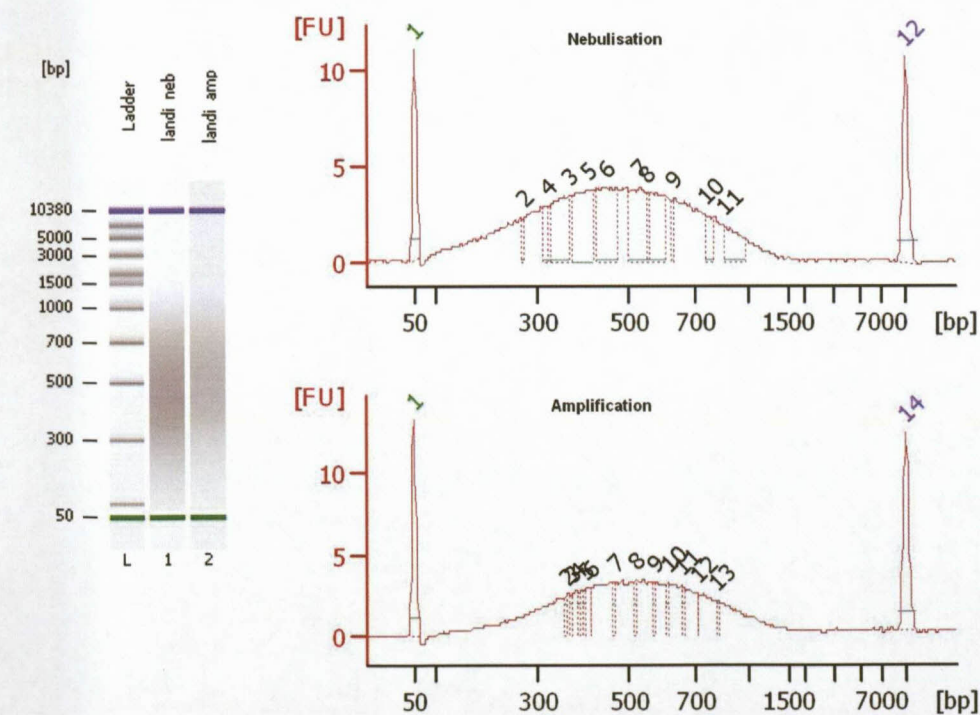 [bp]
Ladder
landi neb
landi amp
10380
5000
3000
1500
1000
700
500
300
50
L 1 2
[FU]
Nebulisation
1
12
10
5
0
2 4 3 5 6 7 8 9 10 11
50 300 500 700 1500 7000 [bp]
[FU]
Amplification
1
14
10
5
0
6 7 8 9 10 11 12 13
50 300 500 700 1500 7000 [bp]